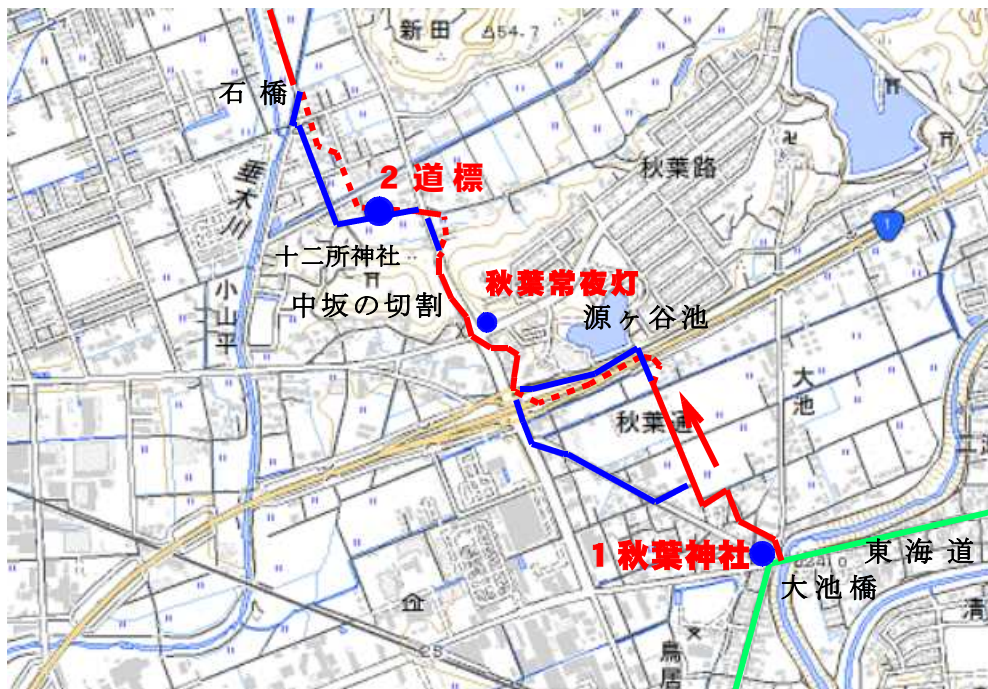 新田
54.7
石橋
秋葉路
2 道標
垂木川
1
十二所神社
秋葉常夜灯
小山平
中坂の切割
源ヶ谷池
大池
秋葉通
1 秋葉神社
東海道
大池橋
清
鳥居